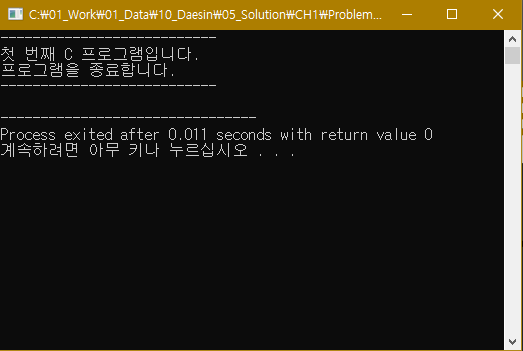 C:₩01_Work₩01_Data₩10_Daesin₩05_Solution₩CH1₩Problem...
---------------------------
첫 번째 C 프로그램입니다.
프로그램을 종료합니다.
---------------------------
--------------------------------
Process exited after 0.011 seconds with return value 0
계속하려면 아무 키나 누르십시오 . . .